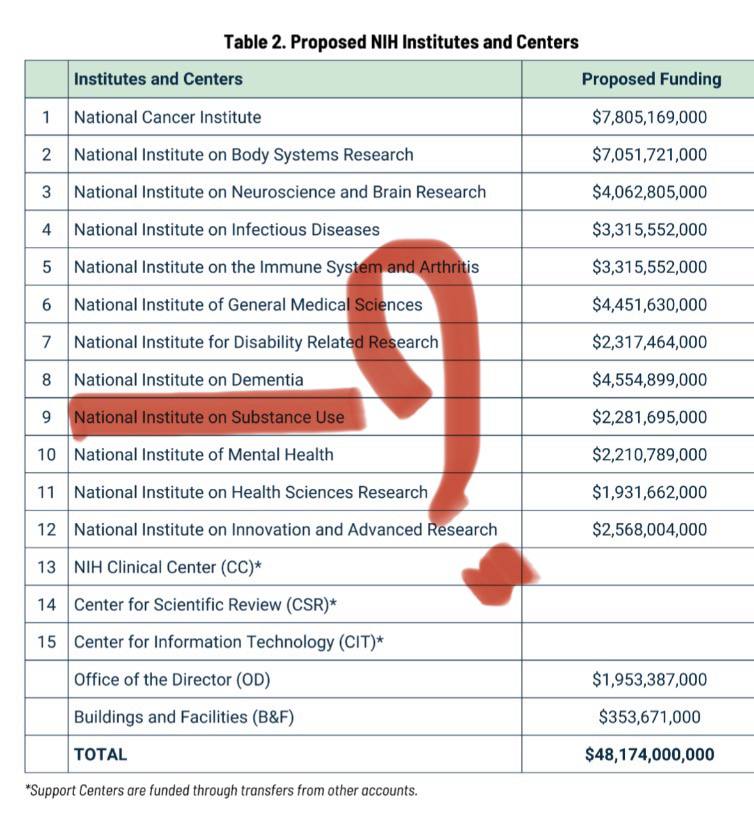 Table 2. Proposed NIH Institutes and Centers
Institutes and Centers Proposed Funding
1 National Cancer Institute $7,805,169,000
2 National Institute on Body Systems Research $7,051,721,000
3 National Institute on Neuroscience and Brain Research $4,062,805,000
4 National Institute on Infectious Diseases $3,315,552,000
5 National Institute on the Immune System and Arthritis $3,315,552,000
6 National Institute of General Medical Sciences $4,451,630,000
7 National Institute for Disability Related Research $2,317,464,000
8 National Institute on Dementia $4,554,899,000
9 National Institute on Substance Use $2,281,695,000
10 National Institute of Mental Health $2,210,789,000
11 National Institute on Health Sciences Research $1,931,662,000
12 National Institute on Innovation and Advanced Research $2,568,004,000
13 NIH Clinical Center (CC)*
14 Center for Scientific Review (CSR)*
15 Center for Information Technology (CIT)*
Office of the Director (OD) $1,953,387,000
Buildings and Facilities (B&F) $353,671,000
TOTAL $48,174,000,000
*Support Centers are funded through transfers from other accounts.